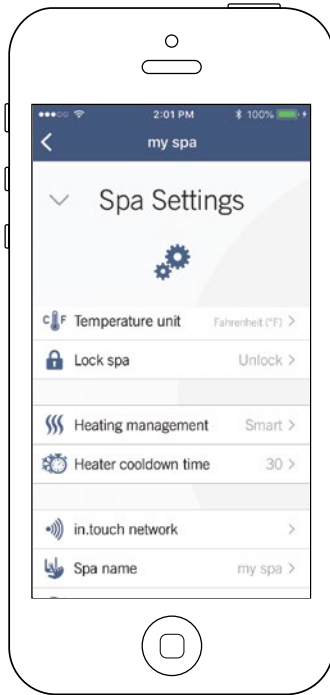 2:01 PM 100%
my spa
Spa Settings
C F Temperature unit Fahrenheit (°F) >
Lock spa Unlock >
Heating management Smart >
Heater cooldown time 30 >
in.touch network >
Spa name my spa >